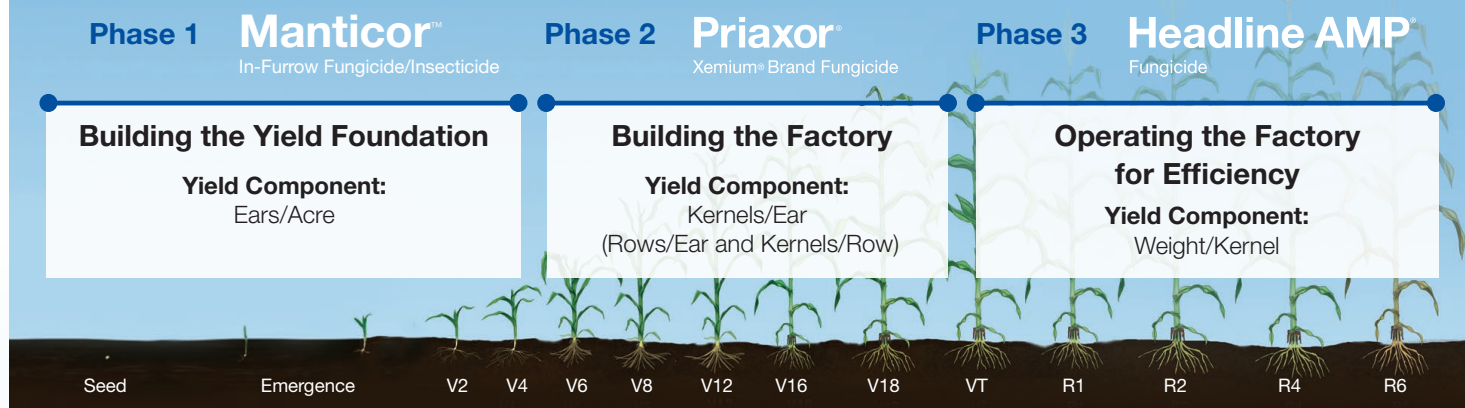 Phase 1
Manticor™
In-Furrow Fungicide/Insecticide
Building the Yield Foundation
Yield Component:
Ears/Acre
Phase 2
Priaxor®
Xemium® Brand Fungicide
Building the Factory
Yield Component:
Kernels/Ear
(Rows/Ear and Kernels/Row)
Phase 3
Headline AMP®
Fungicide
Operating the Factory
for Efficiency
Yield Component:
Weight/Kernel
Seed Emergence V2 V4 V6 V8 V12 V16 V18 VT R1 R2 R4 R6